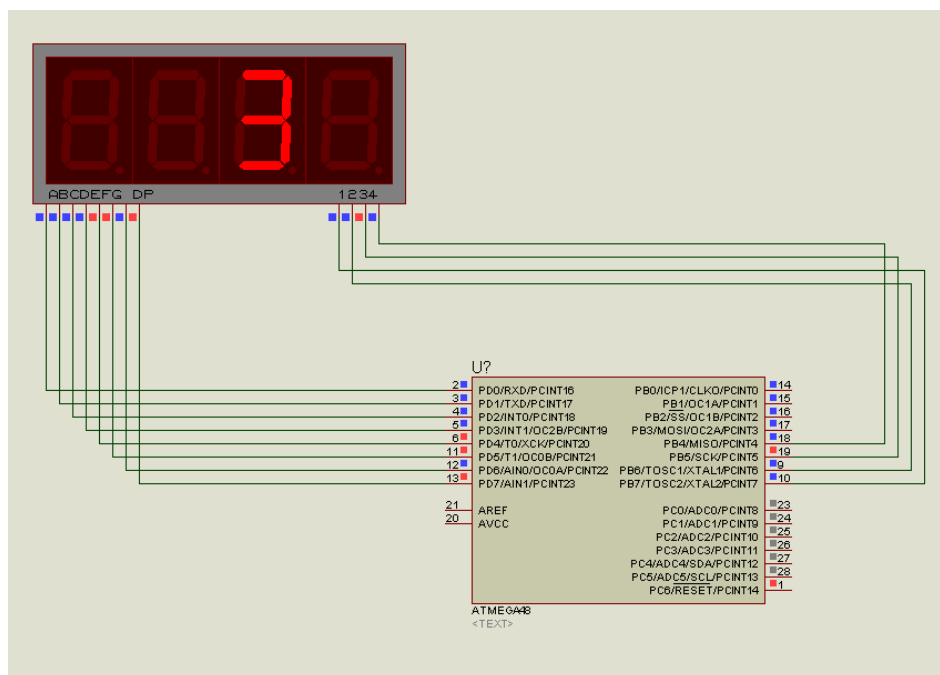 3
ABCDEFG DP
1234
U?
2 PD0/RXD/PCINT16 PB0/ICP1/CLKO/PCINT0 14
3 PD1/TXD/PCINT17 PB1/OC1A/PCINT1 15
4 PD2/INT0/PCINT18 PB2/SS/OC1B/PCINT2 16
5 PD3/INT1/OC2B/PCINT19 PB3/MOSI/OC2A/PCINT3 17
6 PD4/T0/XCK/PCINT20 PB4/MISO/PCINT4 18
11 PD5/T1/OC0B/PCINT21 PB5/SCK/PCINT5 19
12 PD6/AIN0/OC0A/PCINT22 PB6/TOSC1/XTAL1/PCINT6 9
13 PD7/AIN1/PCINT23 PB7/TOSC2/XTAL2/PCINT7 10
21 AREF PC0/ADC0/PCINT8 23
20 AVCC PC1/ADC1/PCINT9 24
PC2/ADC2/PCINT10 25
PC3/ADC3/PCINT11 26
PC4/ADC4/SDA/PCINT12 27
PC5/ADC5/SCL/PCINT13 28
PC6/RESET/PCINT14 1
ATMEGA48
<TEXT>